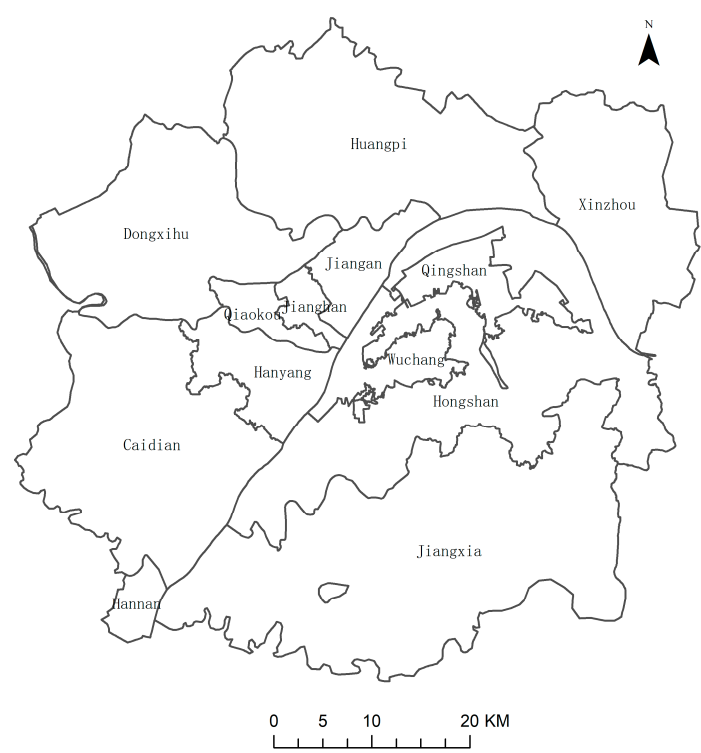 N
Huangpi
Xinzhou
Dongxihu
Jiangan
Qingshan
Qiaokou
Jianghan
Wuchang
Hanyang
Hongshan
Caidian
Jiangxia
Hannan
0 5 10 20 KM